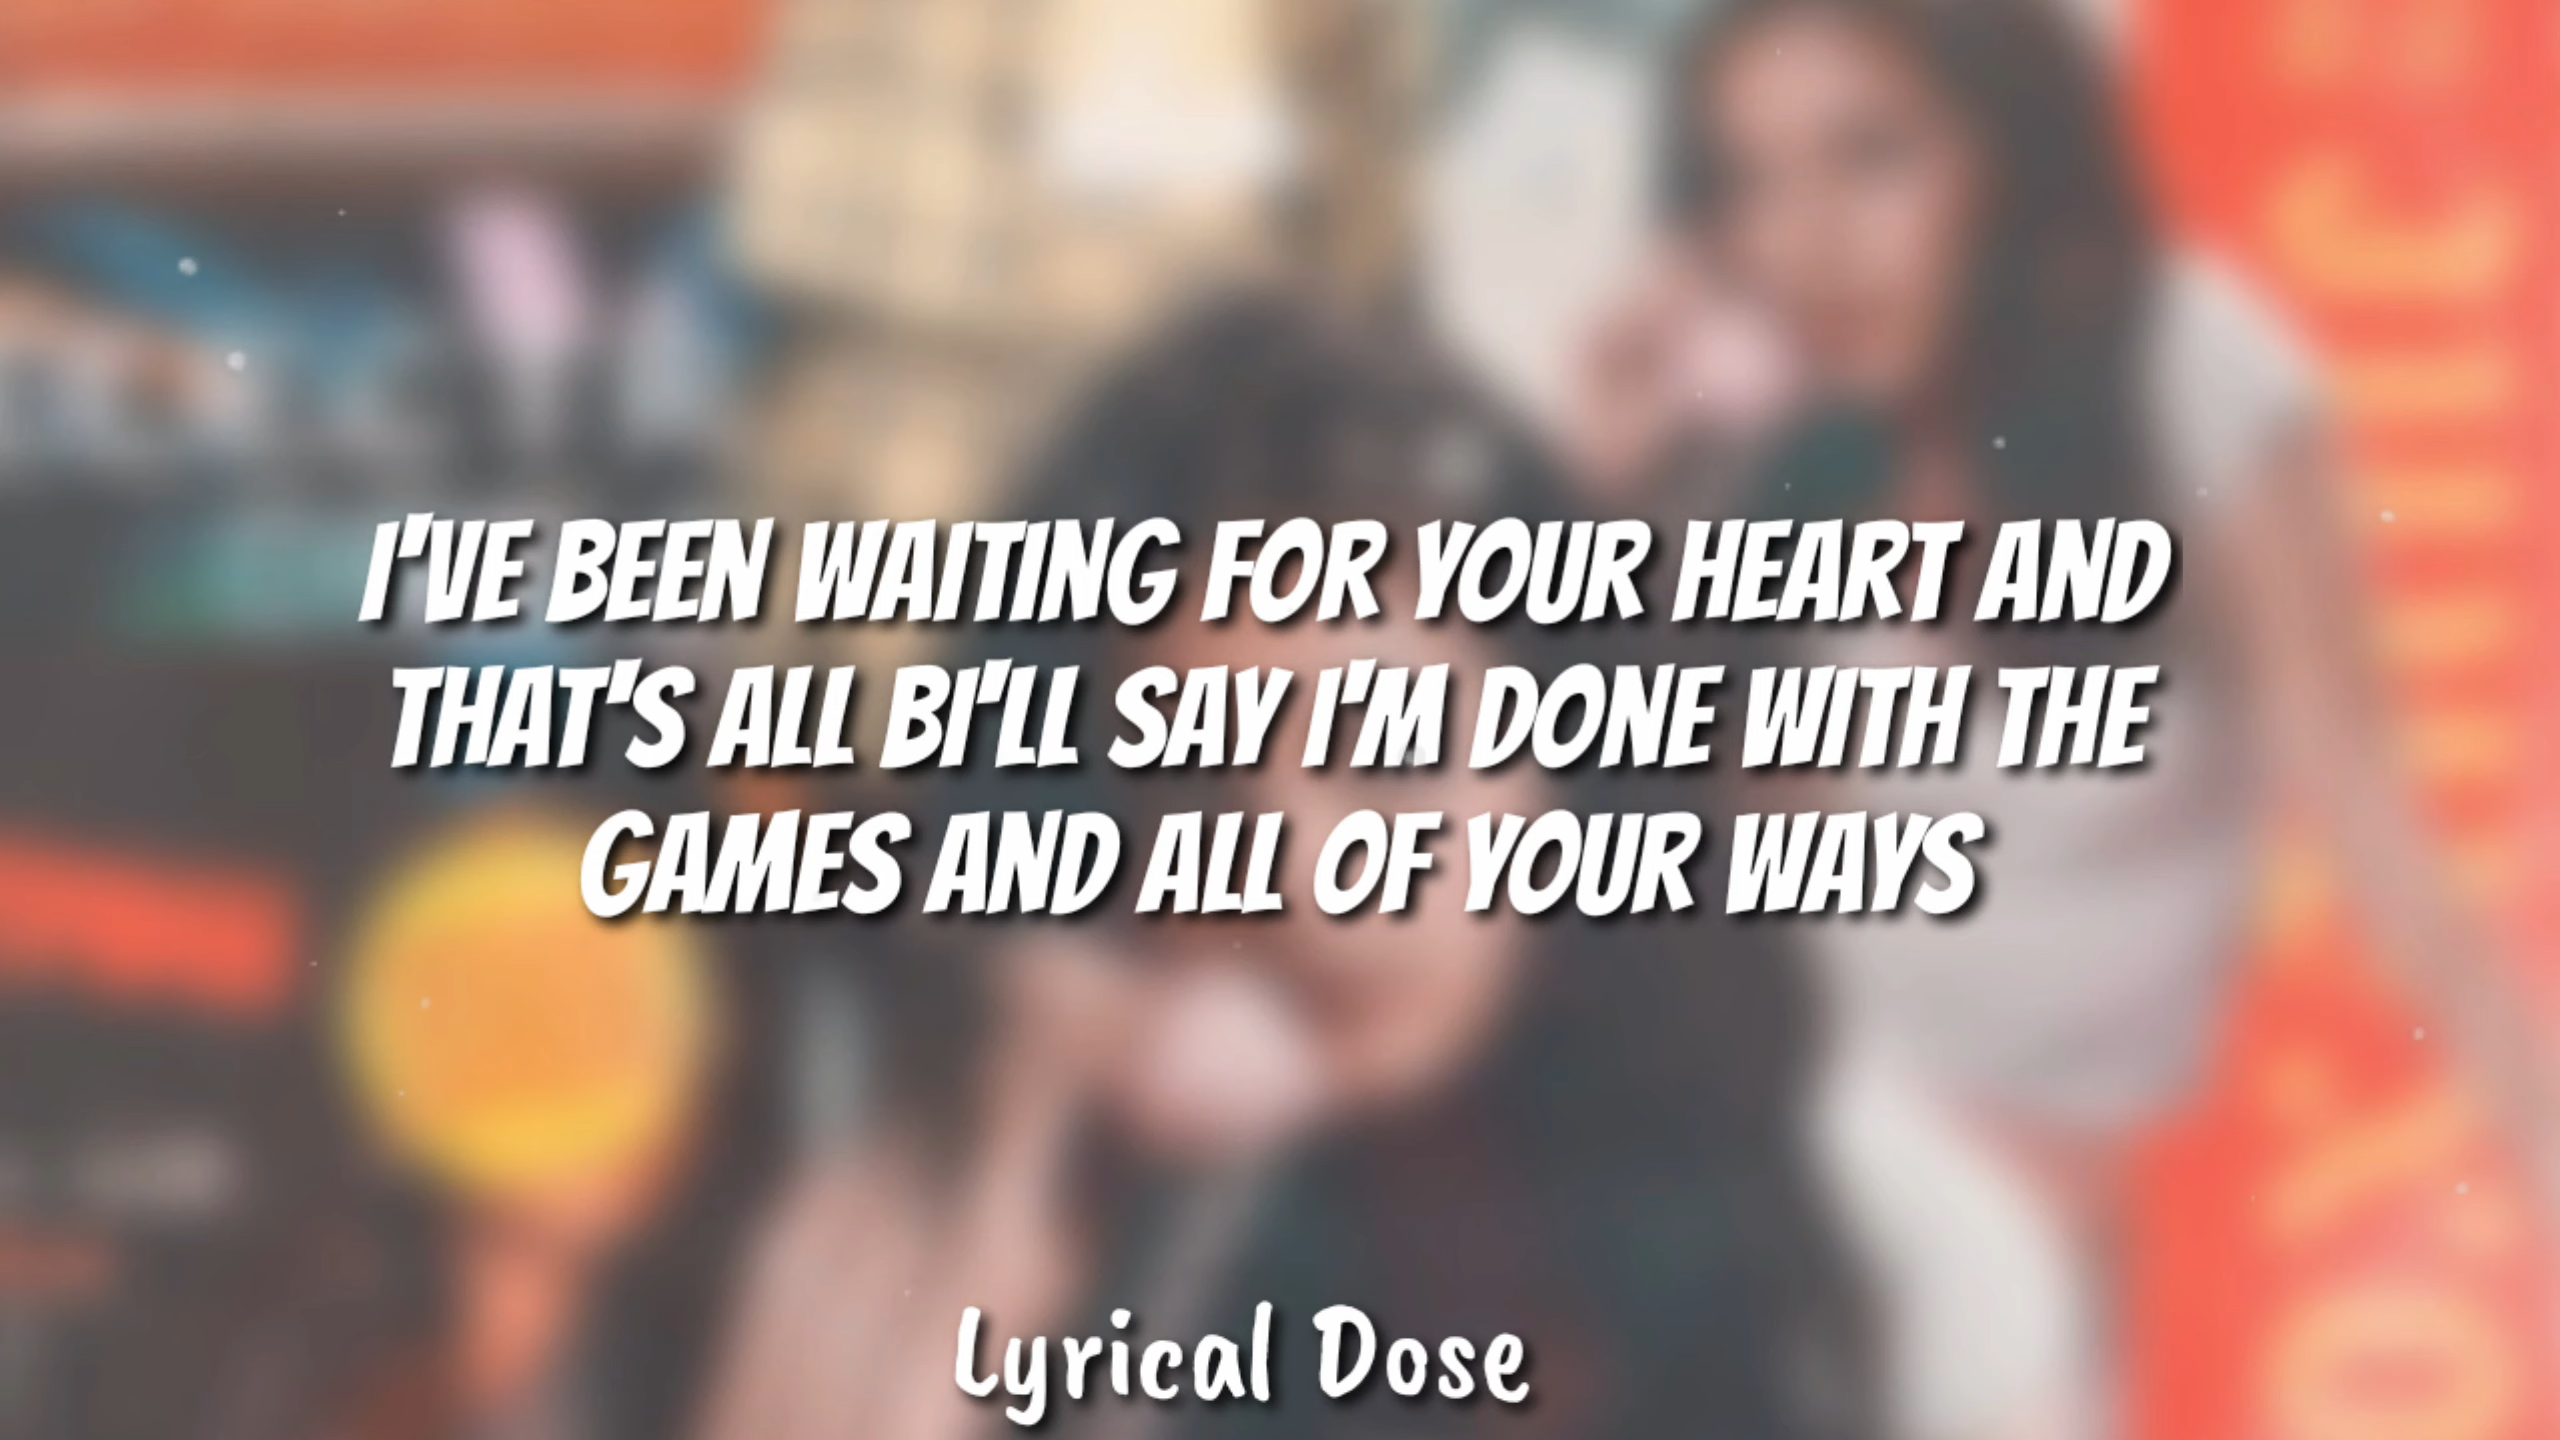 I'VE BEEN WAITING FOR YOUR HEART AND
THAT'S ALL BI'LL SAY I'M DONE WITH THE
GAMES AND ALL OF YOUR WAYS
Lyrical Dose